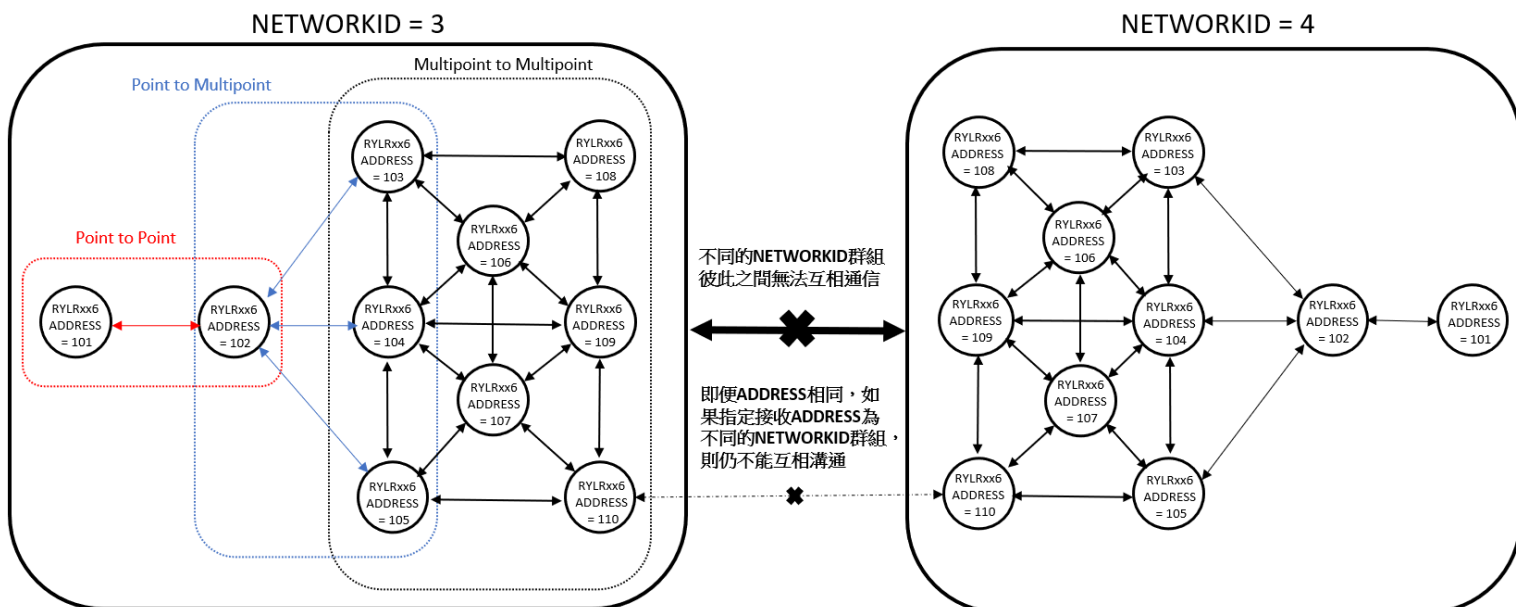 NETWORKID = 3
NETWORKID = 4
Multipoint to Multipoint
Point to Multipoint
Point to Point
RYLRxx6
ADDRESS
= 101
RYLRxx6
ADDRESS
= 102
RYLRxx6
ADDRESS
= 103
RYLRxx6
ADDRESS
= 108
RYLRxx6
ADDRESS
= 106
RYLRxx6
ADDRESS
= 104
RYLRxx6
ADDRESS
= 109
RYLRxx6
ADDRESS
= 107
RYLRxx6
ADDRESS
= 105
RYLRxx6
ADDRESS
= 110
不同的NETWORKID群組
彼此之間無法互相通信
即便ADDRESS相同，如
果指定接收ADDRESS為
不同的NETWORKID群組，
則仍不能互相溝通
RYLRxx6
ADDRESS
= 108
RYLRxx6
ADDRESS
= 103
RYLRxx6
ADDRESS
= 106
RYLRxx6
ADDRESS
= 109
RYLRxx6
ADDRESS
= 104
RYLRxx6
ADDRESS
= 102
RYLRxx6
ADDRESS
= 101
RYLRxx6
ADDRESS
= 107
RYLRxx6
ADDRESS
= 110
RYLRxx6
ADDRESS
= 105